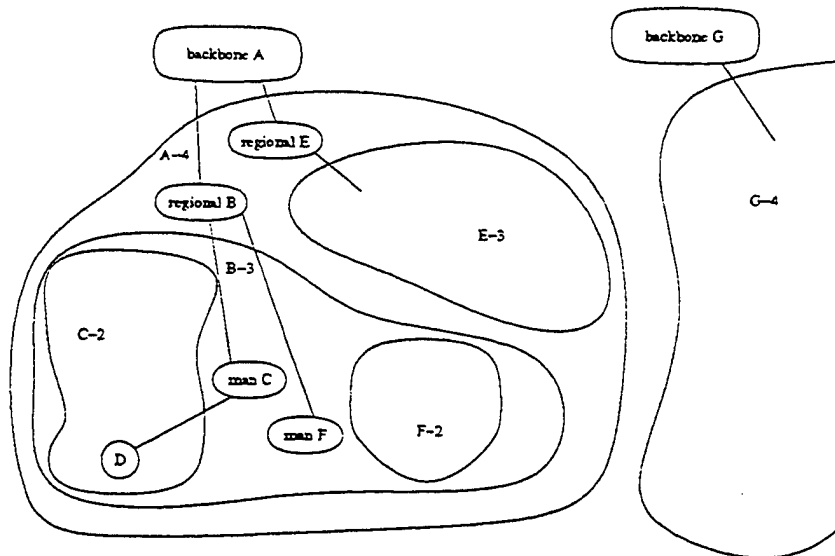 backbone A
backbone G
regional E
A-4
regional B
G-4
E-3
B-3
C-2
man C
man F
F-2
D